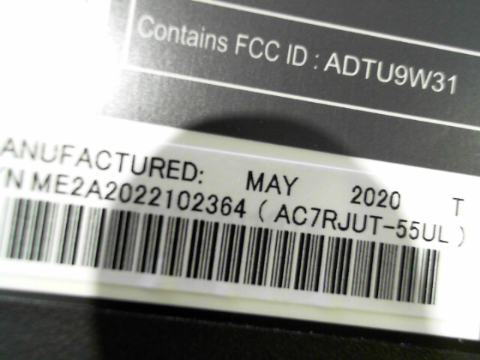 Contains FCC ID : ADTU9W31
ANUFACTURED: MAY 2020 T
/N ME2A2022102364 ( AC7RJUT-55UL )